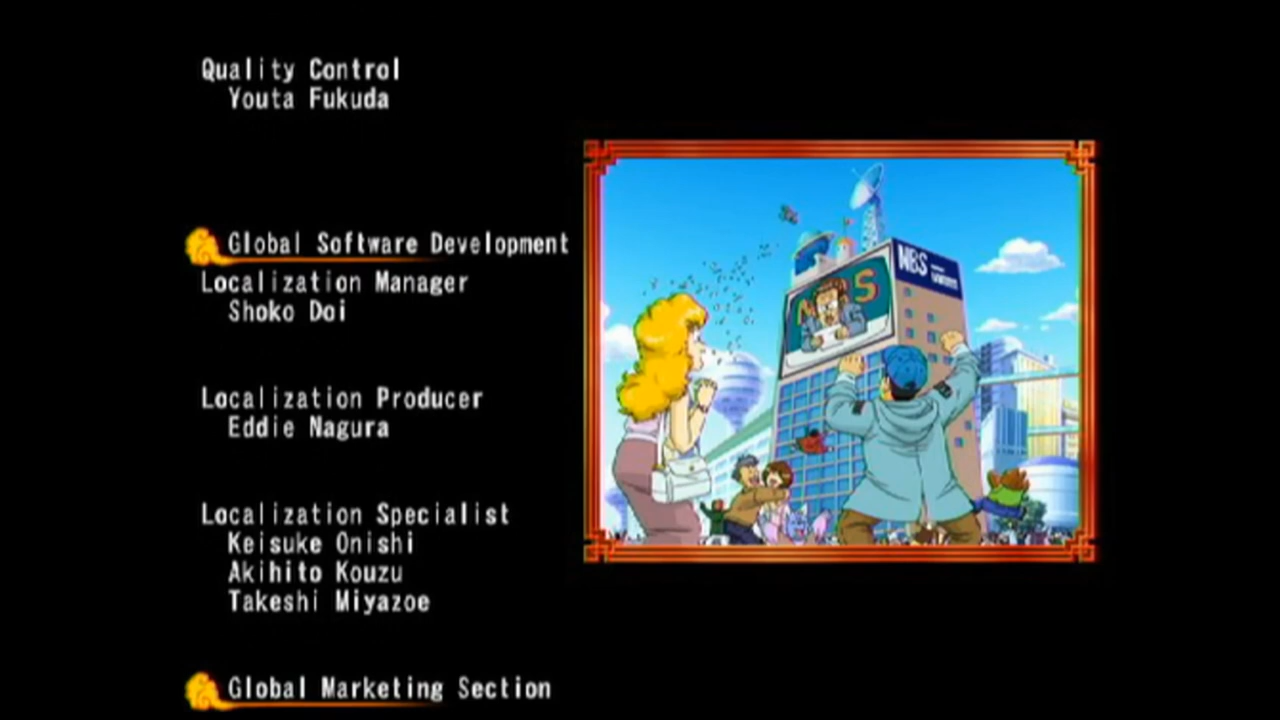 Quality Control
Youta Fukuda
Global Software Development
Localization Manager
Shoko Doi
Localization Producer
Eddie Nagura
Localization Specialist
Keisuke Onishi
Akihito Kouzu
Takeshi Miyazoe
Global Marketing Section
NBS